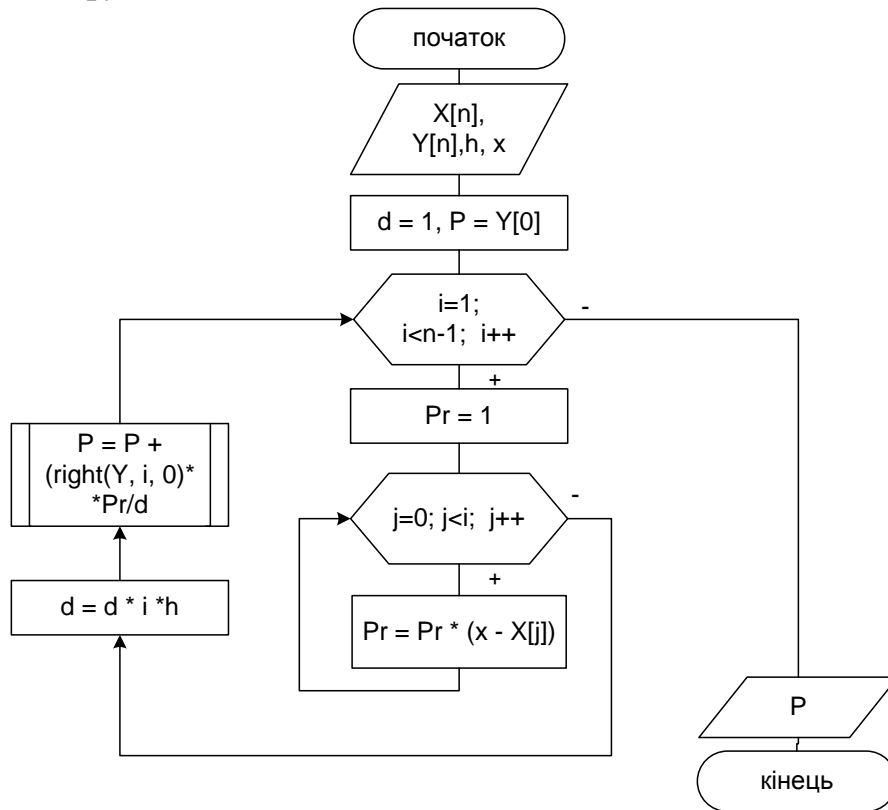 початок
X[n],
Y[n],h, x
d = 1, P = Y[0]
i=1;
i<n-1; i++
-
+
Pr = 1
P = P +
(right(Y, i, 0)*
*Pr/d
j=0; j<i; j++
-
+
d = d * i *h
Pr = Pr * (x - X[j])
P
кінець